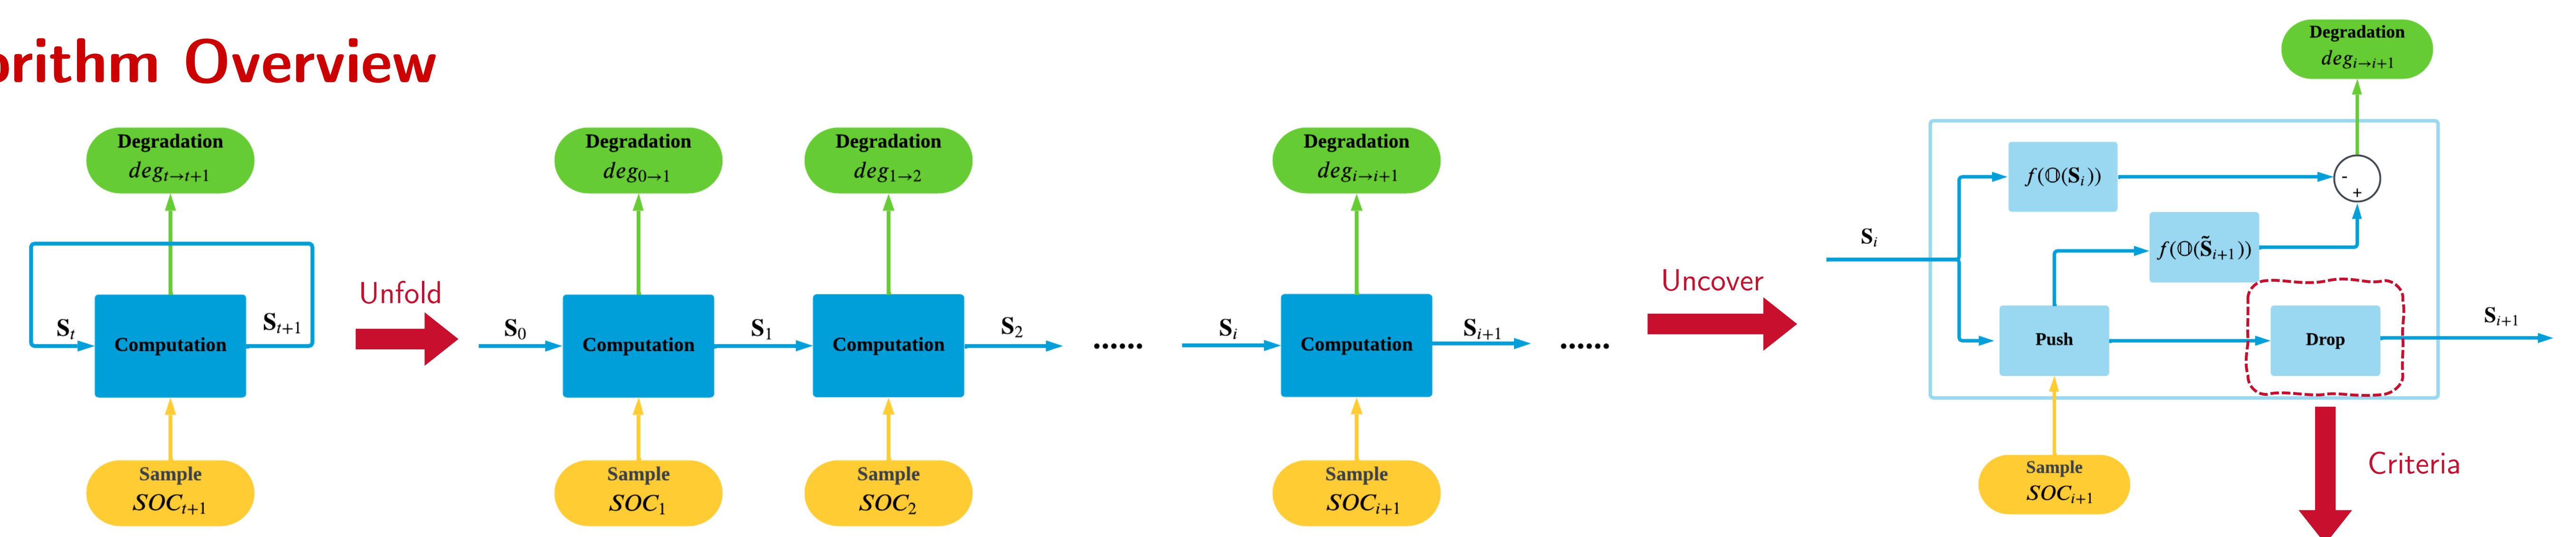 orithm Overview
Degradation
deg_{t→t+1}
S_t
Computation
S_{t+1}
Sample
SOC_{t+1}
Unfold
Degradation
deg_{0→1}
S_0
Computation
Sample
SOC_1
S_1
Degradation
deg_{1→2}
Computation
Sample
SOC_2
S_2
......
S_i
Degradation
deg_{i→i+1}
Computation
Sample
SOC_{i+1}
S_{i+1}
......
Uncover
Degradation
deg_{i→i+1}
S_i
f(𝕆(S_i))
-
+
f(𝕆(S̃_{i+1}))
Push
Drop
S_{i+1}
Sample
SOC_{i+1}
Criteria